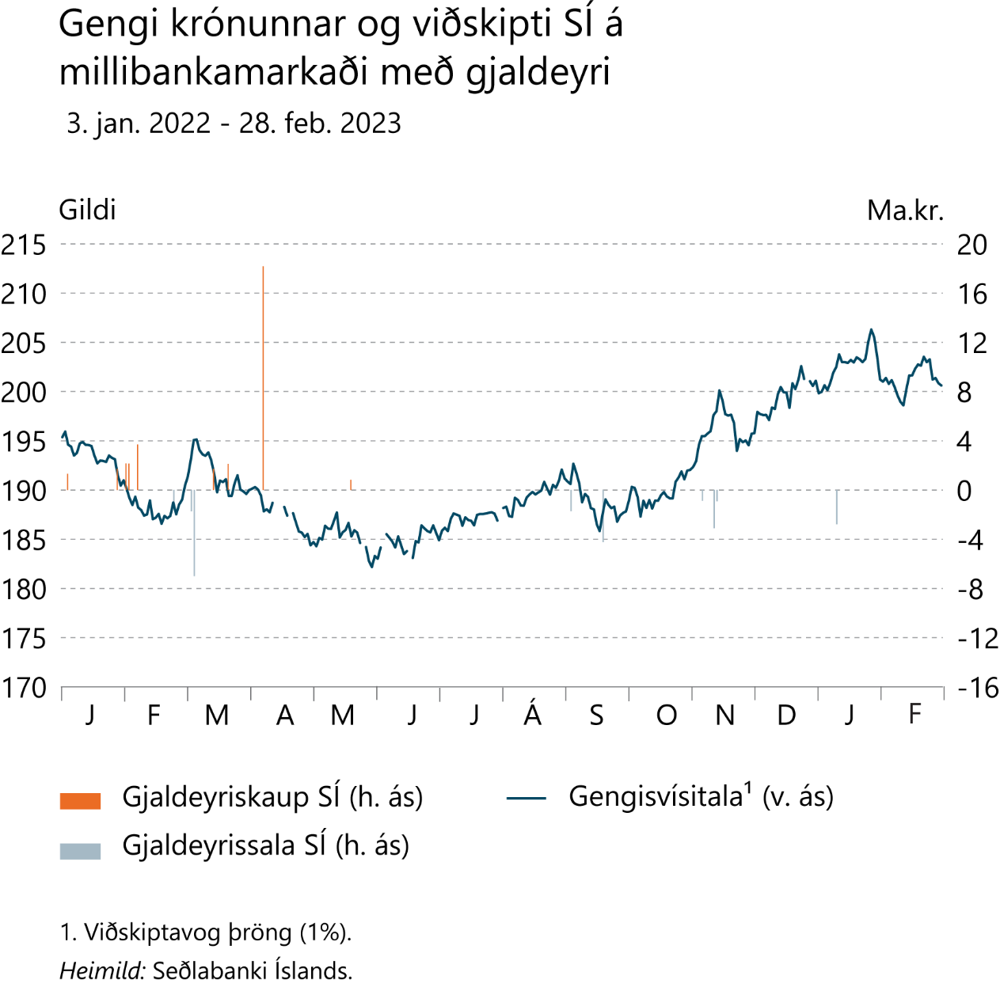 Gengi krónunnar og viðskipti SÍ á
millibankamarkaði með gjaldeyri
3. jan. 2022 - 28. feb. 2023
Gildi Ma.kr.
215 20
210 16
205 12
200 8
195 4
190 0
185 -4
180 -8
175 -12
170 -16
J F M A M J J Á S O N D J F
Gjaldeyriskaup SÍ (h. ás) Gengisvísitala¹ (v. ás)
Gjaldeyrissala SÍ (h. ás)
1. Viðskiptavog þröng (1%).
Heimild: Seðlabanki Íslands.